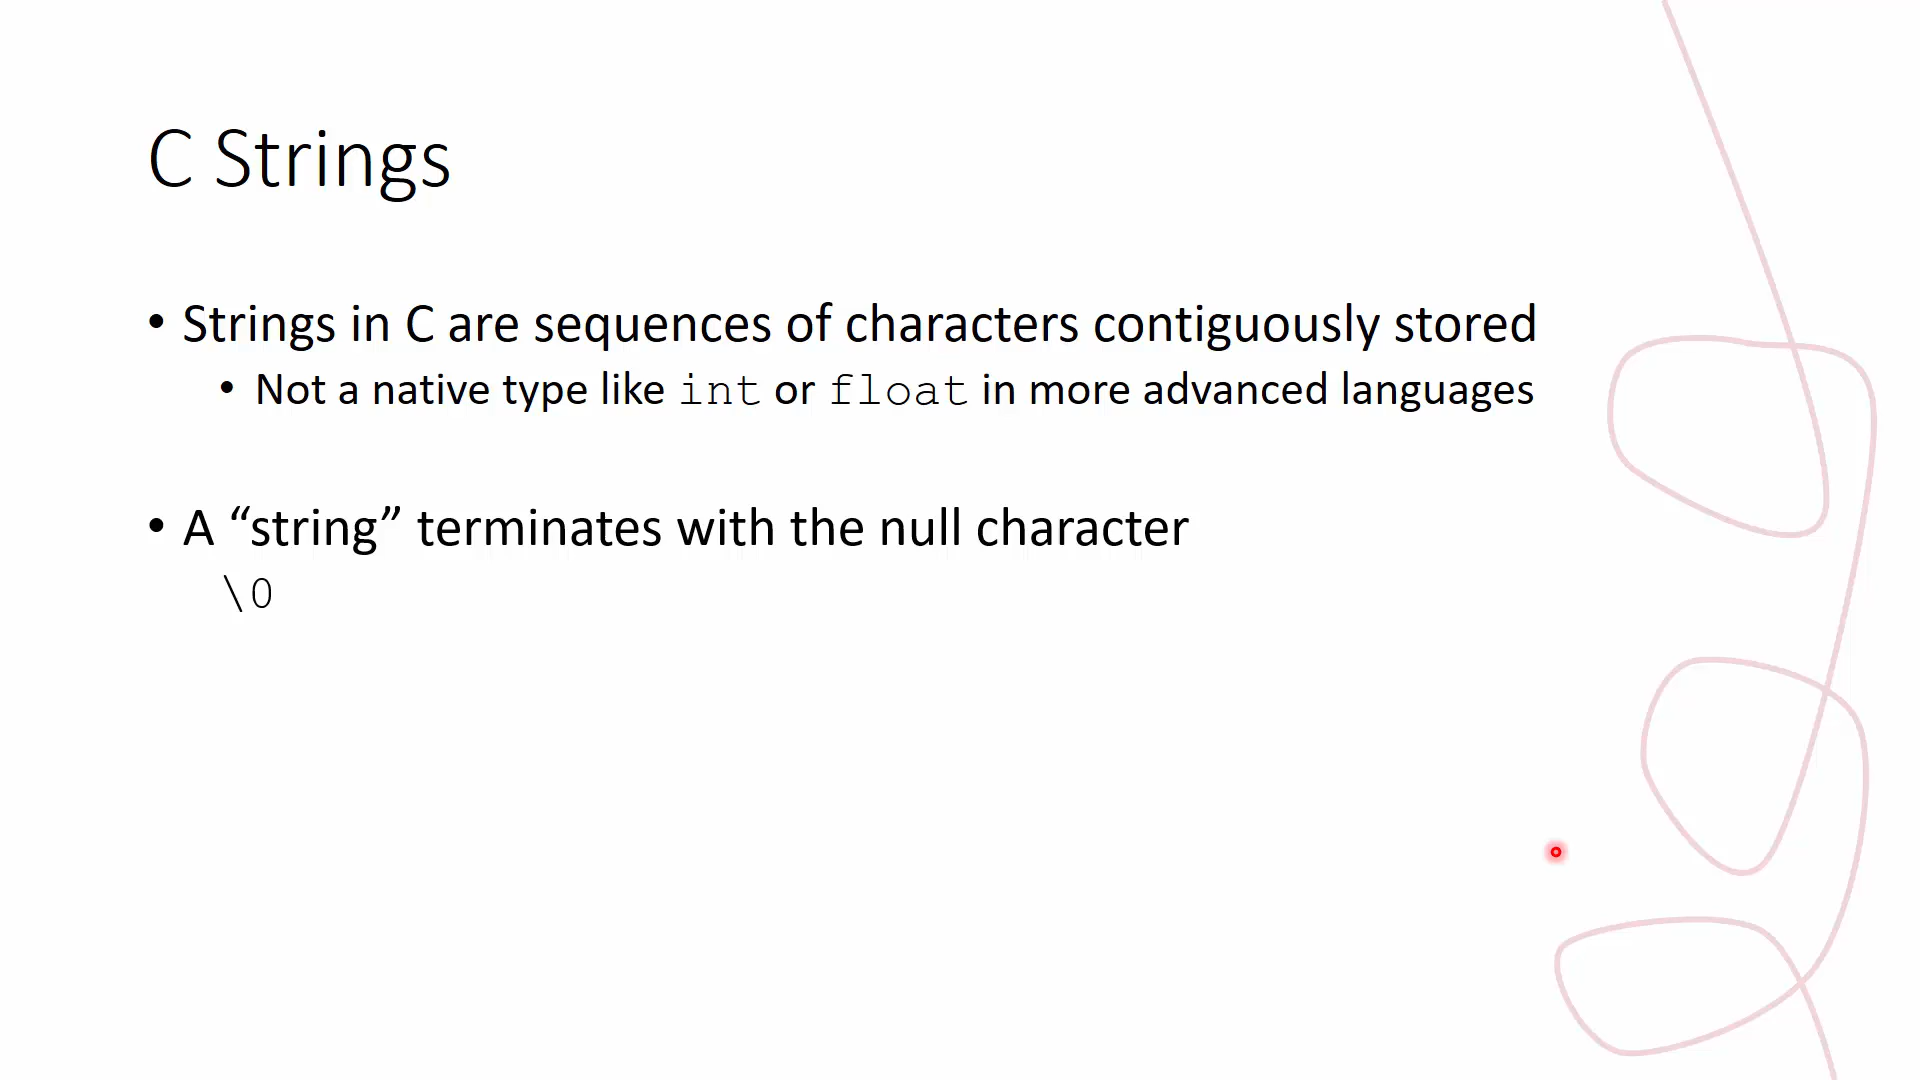 C Strings
• Strings in C are sequences of characters contiguously stored
• Not a native type like int or float in more advanced languages
• A “string” terminates with the null character
\0